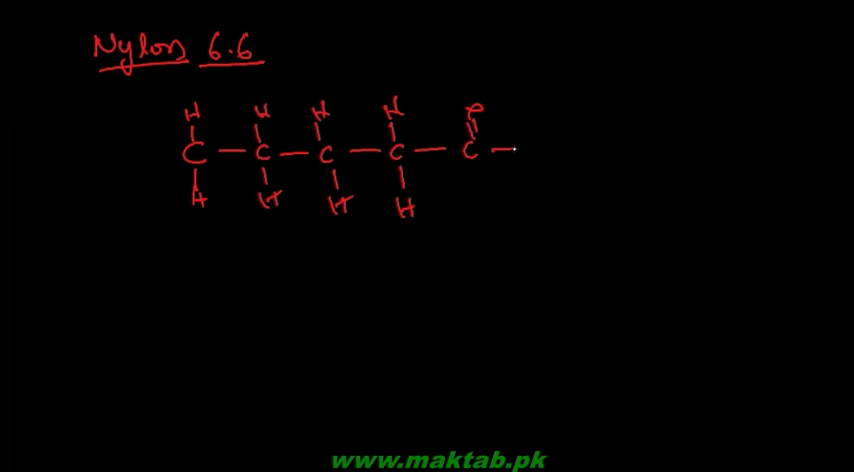 Nylon 6.6
H H H H O
C — C — C — C — C —
H H H H
www.maktab.pk